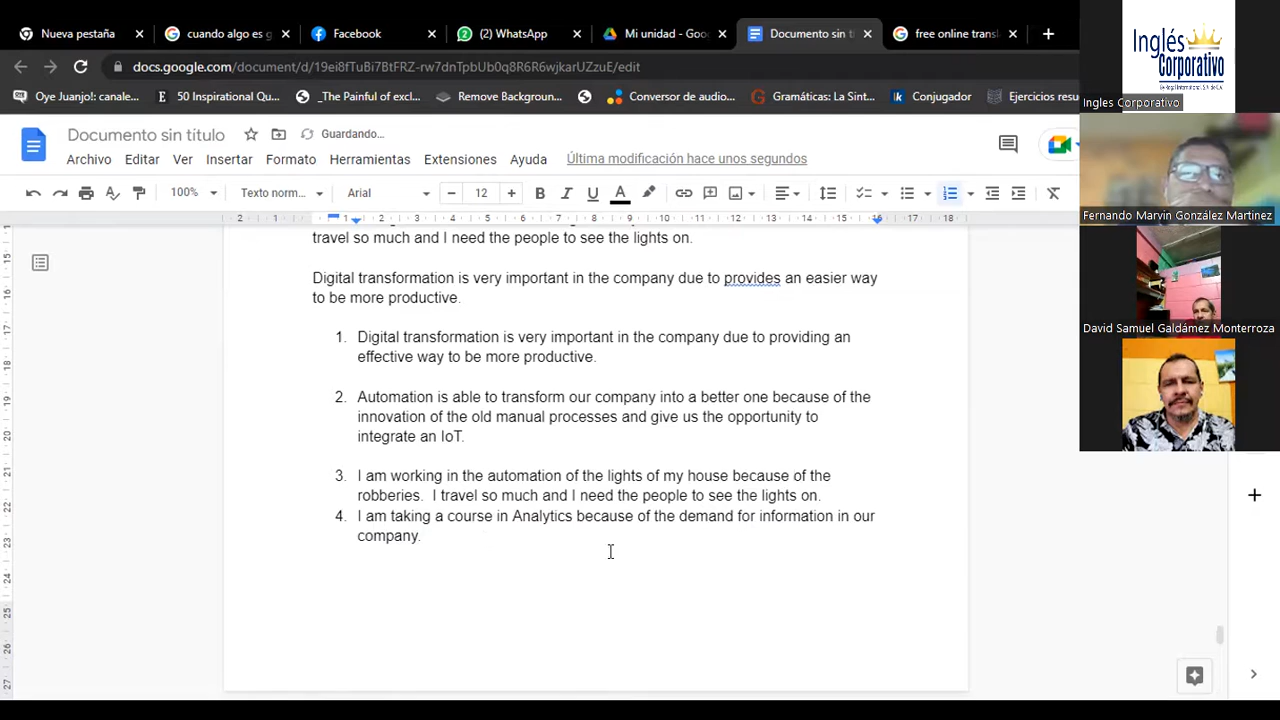 Nueva pestaña
cuando algo es g
Facebook
(2) WhatsApp
Mi unidad - Goo
Documento sin tí
free online transl
docs.google.com/document/d/19ei8fTuBi7BtFRZ-rw7dnTpbUb0q8R6R6wjkarUZzuE/edit
Oye Juanjo!: canale...
50 Inspirational Qu...
_The Painful of excl...
Remove background...
Conversor de audio...
Gramáticas: La Sint...
Conjugador
Ejercicios resue
Documento sin título
Guardando...
Archivo Editar Ver Insertar Formato Herramientas Extensiones Ayuda
Última modificación hace unos segundos
100% Texto norm... Arial 12
travel so much and I need the people to see the lights on.
Digital transformation is very important in the company due to provides an easier way
to be more productive.
1. Digital transformation is very important in the company due to providing an
effective way to be more productive.
2. Automation is able to transform our company into a better one because of the
innovation of the old manual processes and give us the opportunity to
integrate an IoT.
3. I am working in the automation of the lights of my house because of the
robberies. I travel so much and I need the people to see the lights on.
4. I am taking a course in Analytics because of the demand for information in our
company.
Inglés
Corporativo
Ingles Corporativo
Fernando Marvin González Martinez
David Samuel Galdámez Monterroza